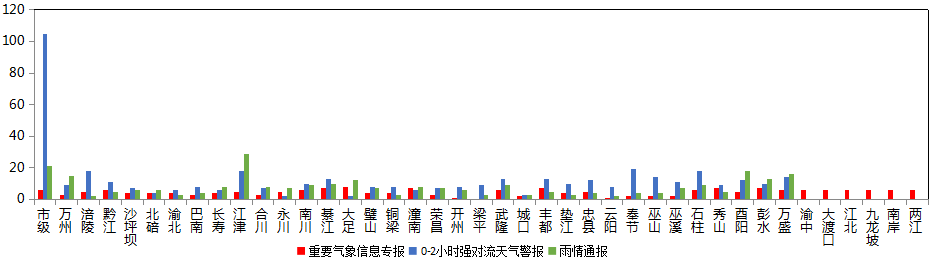 120
100
80
60
40
20
0
市级
万州
涪陵
黔江
沙坪坝
北碚
渝北
巴南
长寿
江津
合川
永川
南川
綦江
大足
璧山
铜梁
潼南
荣昌
开州
梁平
武隆
城口
丰都
垫江
忠县
云阳
奉节
巫山
巫溪
石柱
秀山
酉阳
彭水
万盛
渝中
大渡口
江北
九龙坡
南岸
两江
重要气象信息专报 0-2小时强对流天气警报 雨情通报